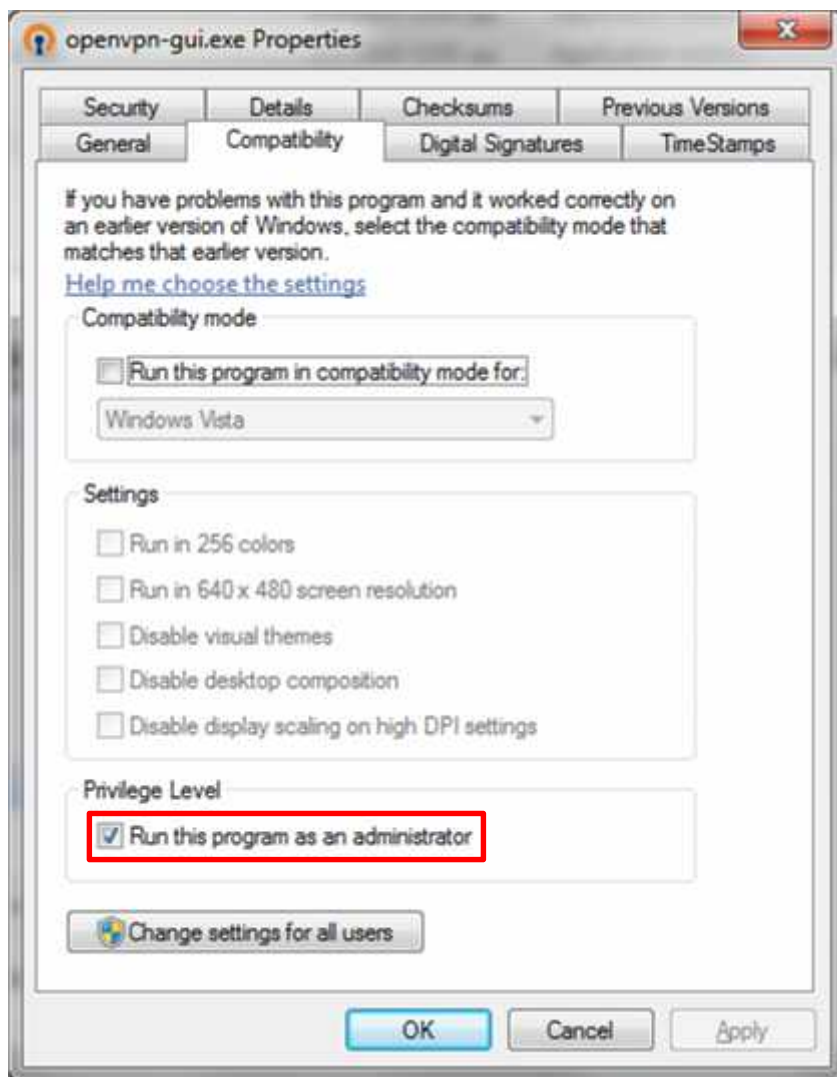 openvpn-gui.exe Properties
Security Details Checksums Previous Versions
General Compatibility Digital Signatures TimeStamps
If you have problems with this program and it worked correctly on
an earlier version of Windows, select the compatibility mode that
matches that earlier version.
Help me choose the settings
Compatibility mode
Run this program in compatibility mode for:
Windows Vista
Settings
Run in 256 colors
Run in 640 x 480 screen resolution
Disable visual themes
Disable desktop composition
Disable display scaling on high DPI settings
Privilege Level
Run this program as an administrator
Change settings for all users
OK Cancel Apply